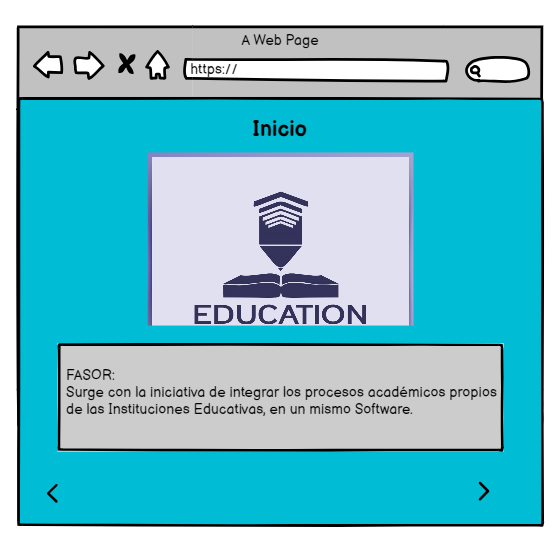 A Web Page
https://
Inicio
EDUCATION
FASOR:
Surge con la iniciativa de integrar los procesos académicos propios
de las Instituciones Educativas, en un mismo Software.